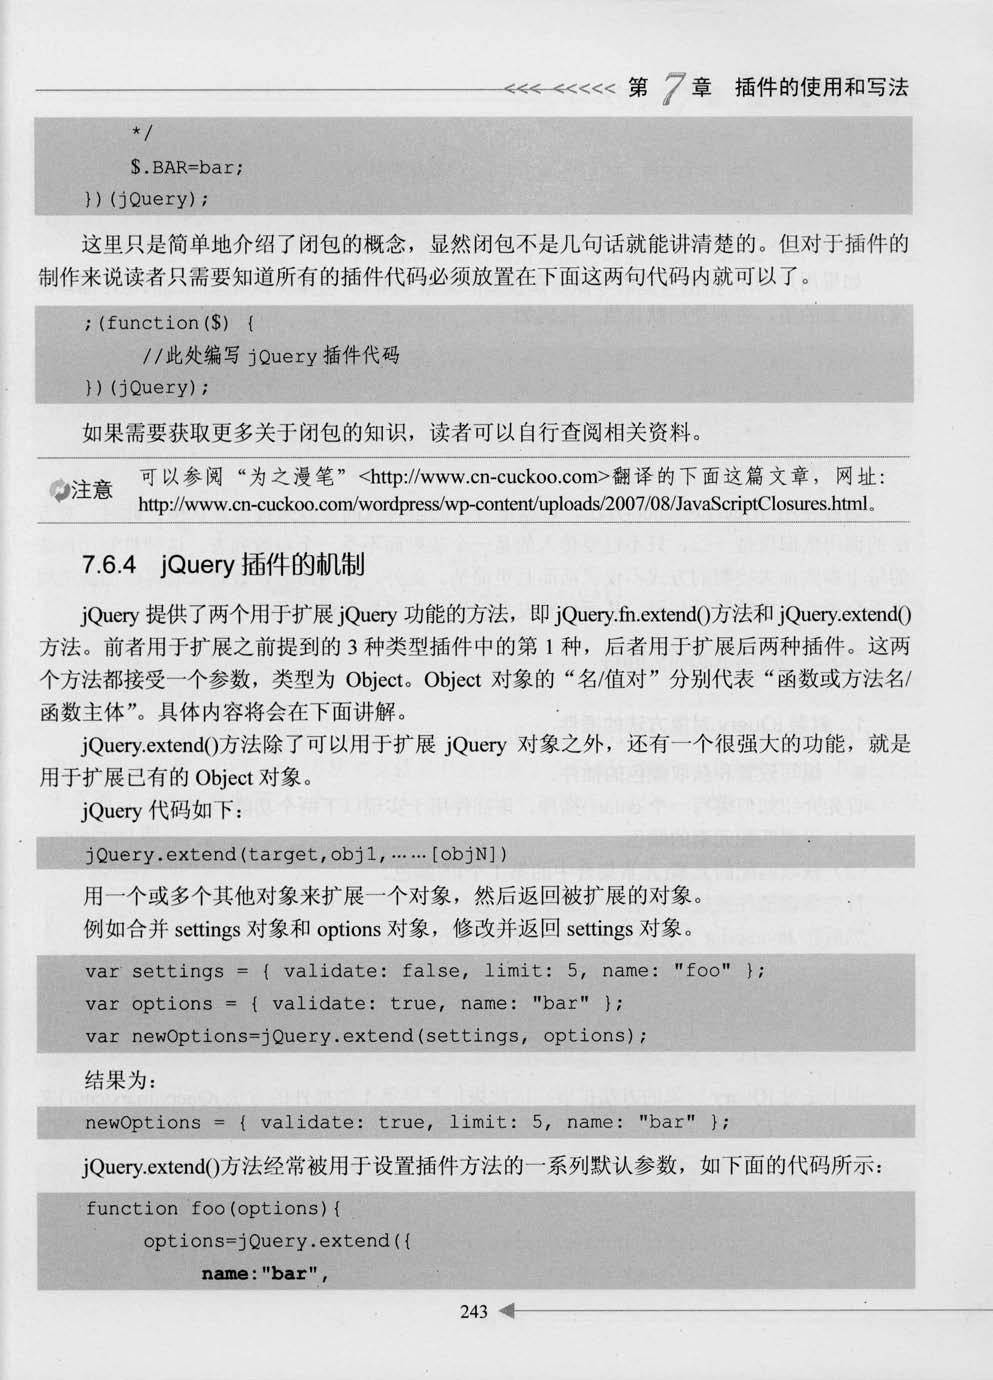 <<< <<<<< 第 7 章 插件的使用和写法
*/
$.BAR=bar;
})(jQuery);
这里只是简单地介绍了闭包的概念，显然闭包不是几句话就能讲清楚的。但对于插件的
制作来说读者只需要知道所有的插件代码必须放置在下面这两句代码内就可以了。
;(function($) {
//此处编写 jQuery 插件代码
})(jQuery);
如果需要获取更多关于闭包的知识，读者可以自行查阅相关资料。
注意
可以参阅“为之漫笔”<http://www.cn-cuckoo.com>翻译的下面这篇文章，网址：
http://www.cn-cuckoo.com/wordpress/wp-content/uploads/2007/08/JavaScriptClosures.html。
7.6.4 jQuery 插件的机制
jQuery 提供了两个用于扩展 jQuery 功能的方法，即 jQuery.fn.extend()方法和 jQuery.extend()
方法。前者用于扩展之前提到的 3 种类型插件中的第 1 种，后者用于扩展后两种插件。这两
个方法都接受一个参数，类型为 Object。Object 对象的“名/值对”分别代表“函数或方法名/
函数主体”。具体内容将会在下面讲解。
jQuery.extend()方法除了可以用于扩展 jQuery 对象之外，还有一个很强大的功能，就是
用于扩展已有的 Object 对象。
jQuery 代码如下：
jQuery.extend(target,obj1,……[objN])
用一个或多个其他对象来扩展一个对象，然后返回被扩展的对象。
例如合并 settings 对象和 options 对象，修改并返回 settings 对象。
var settings = { validate: false, limit: 5, name: "foo" };
var options = { validate: true, name: "bar" };
var newOptions=jQuery.extend(settings, options);
结果为：
newOptions = { validate: true, limit: 5, name: "bar" };
jQuery.extend()方法经常被用于设置插件方法的一系列默认参数，如下面的代码所示：
function foo(options){
options=jQuery.extend({
name:"bar",
243